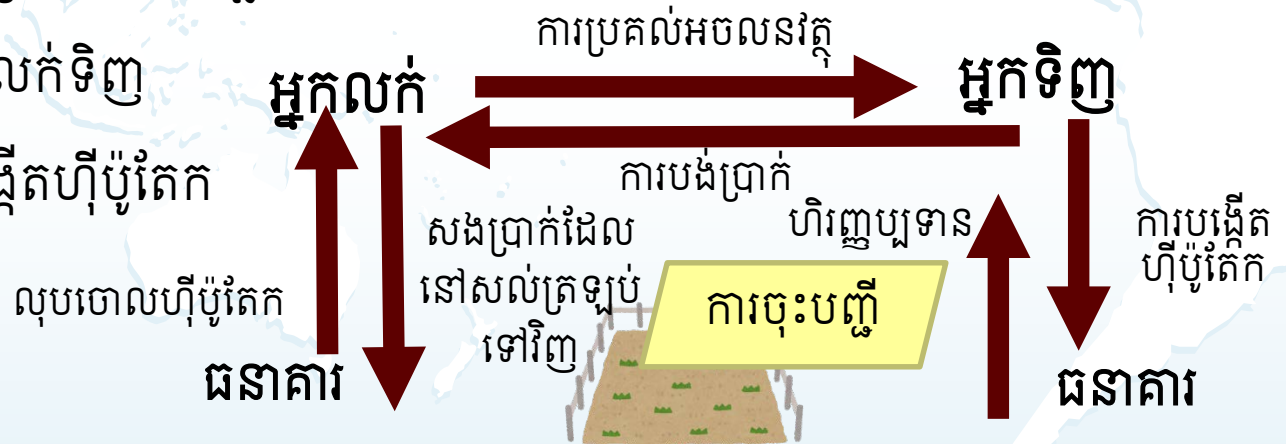 ការប្រគល់អចលនវត្ថុ
លក់ទិញ
អ្នកលក់
អ្នកទិញ
ការបង់ប្រាក់
ហ៊ីប៉ូតែក
សងប្រាក់ដែល
នៅសល់ត្រឡប់
ទៅវិញ
ហិរញ្ញប្បទាន
ការបង្កើត
ហ៊ីប៉ូតែក
លុបចោលហ៊ីប៉ូតែក
ការចុះបញ្ជី
ធនាគារ
ធនាគារ